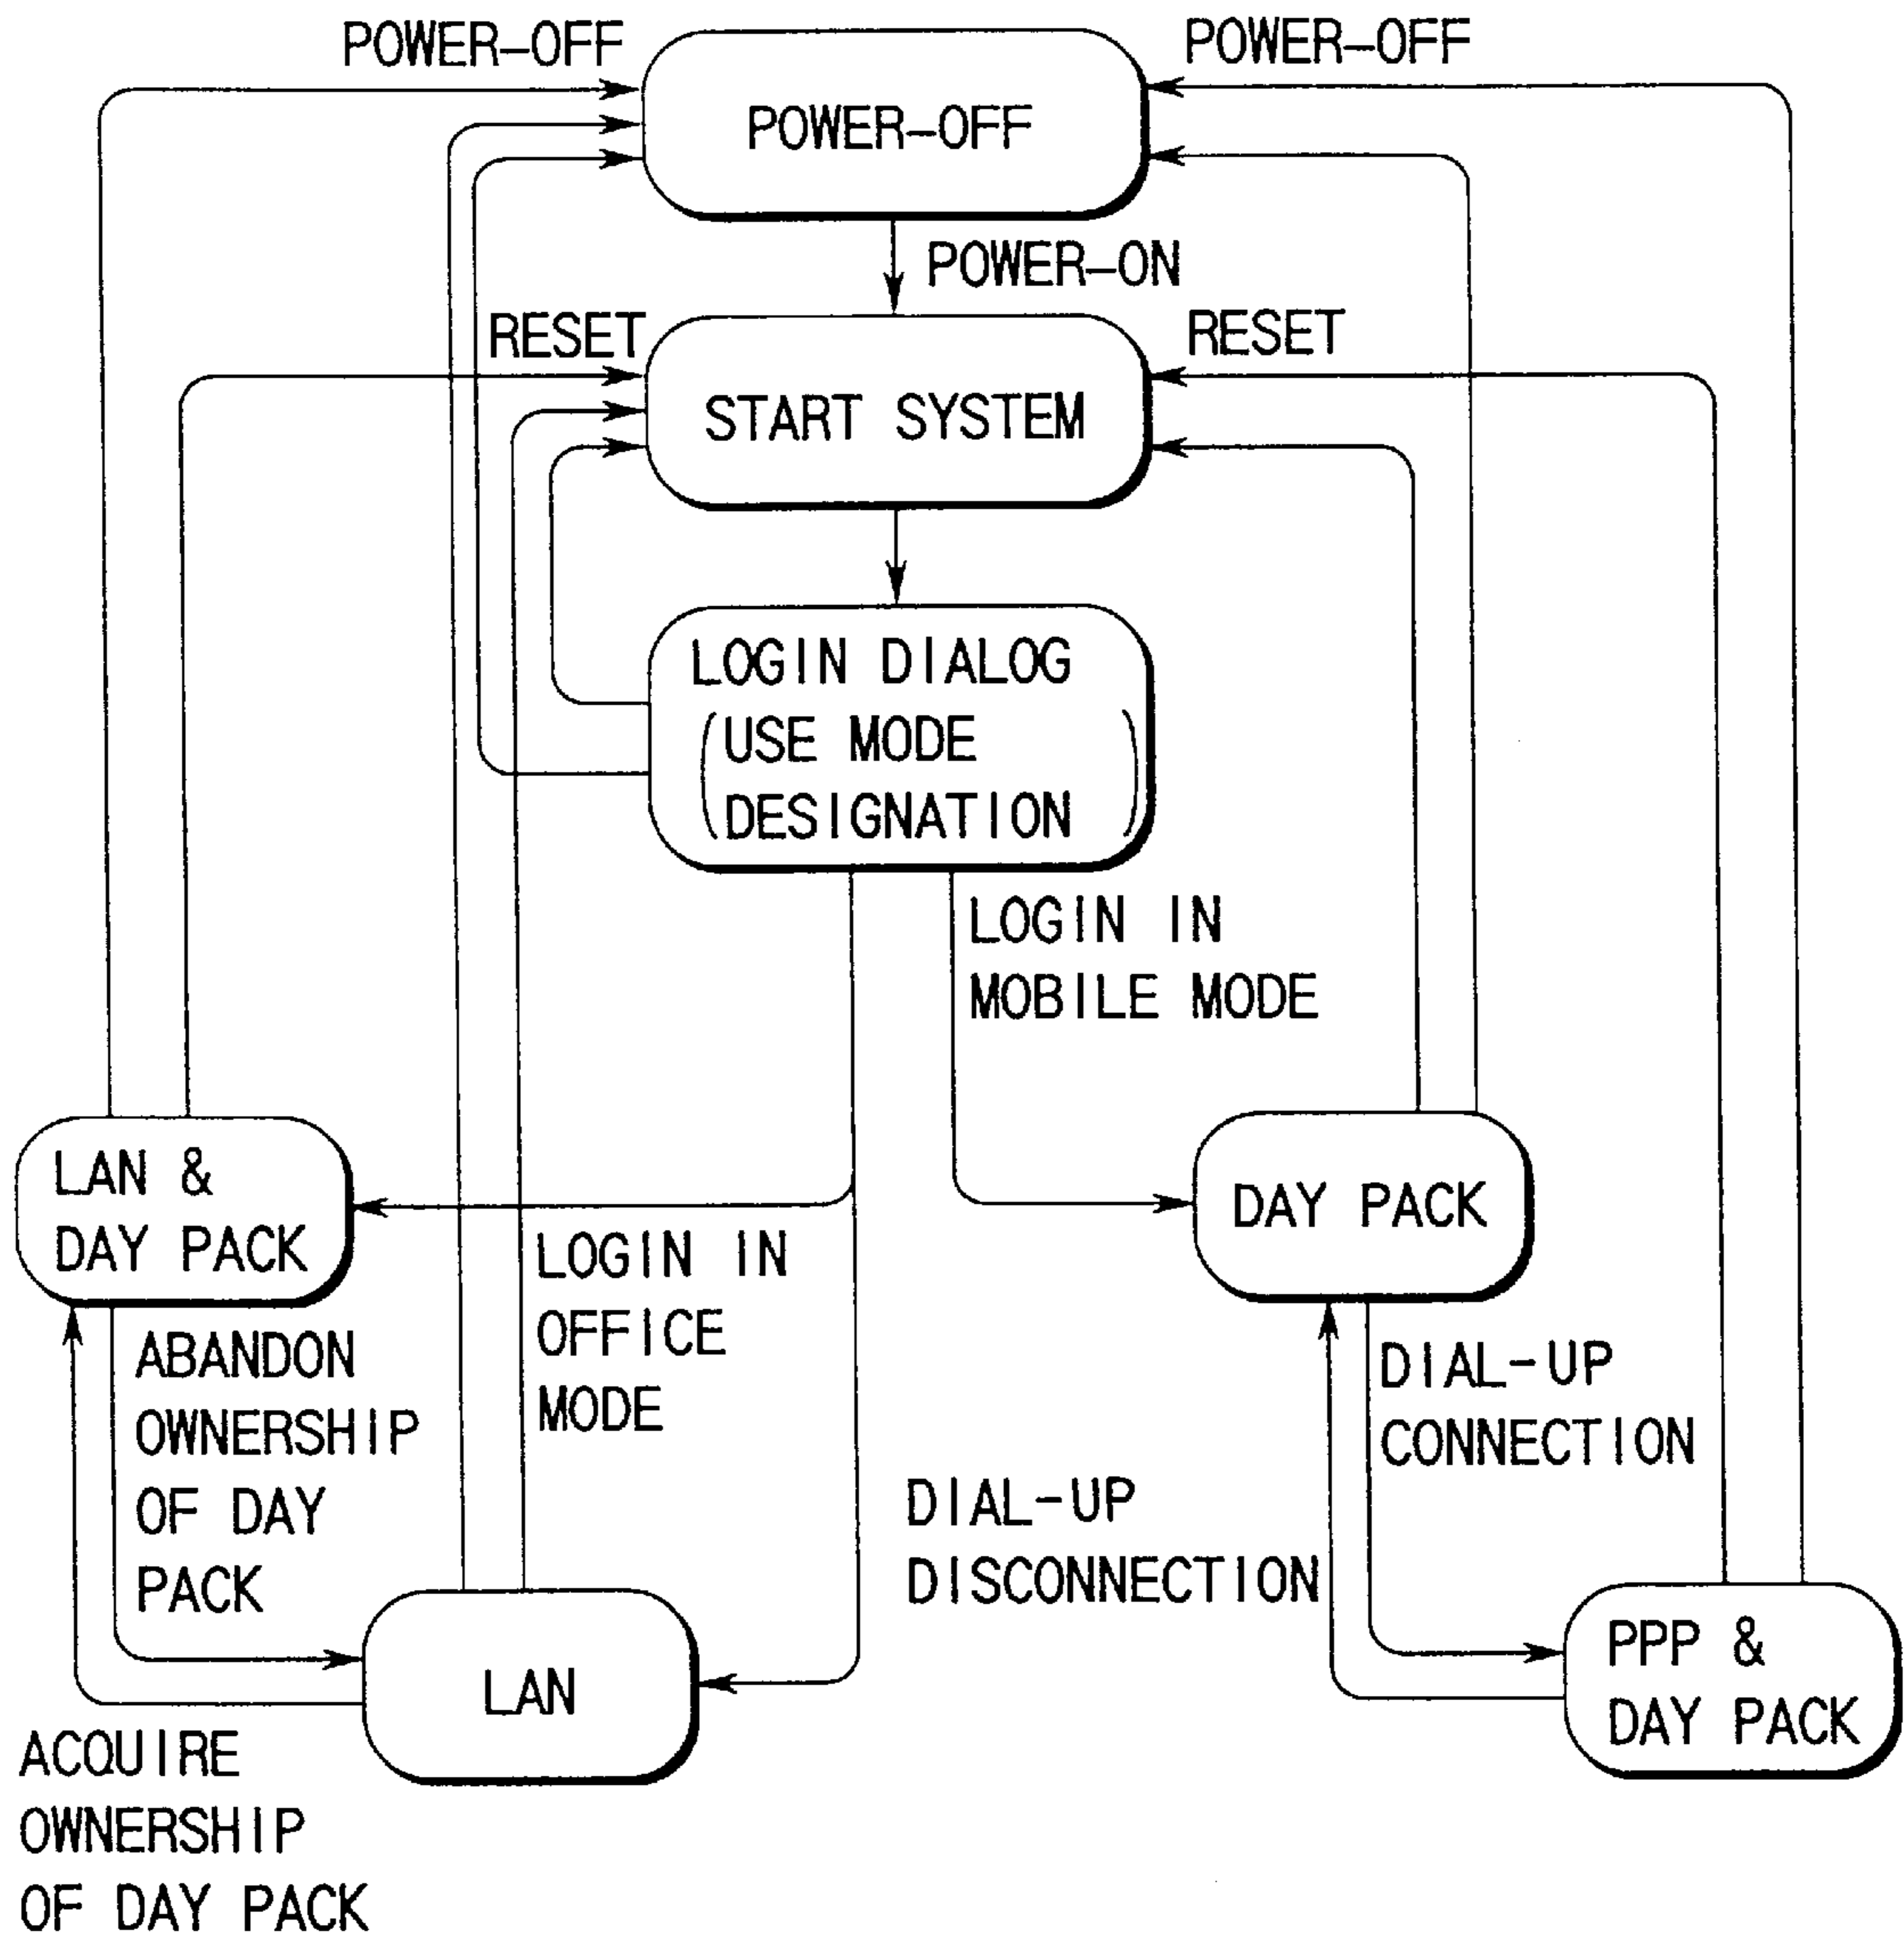 POWER-OFF
POWER-OFF
POWER-OFF
POWER-ON
RESET
RESET
START SYSTEM
LOGIN DIALOG
(USE MODE
DESIGNATION)
LOGIN IN
MOBILE MODE
LAN &
DAY PACK
DAY PACK
LOGIN IN
OFFICE
MODE
ABANDON
OWNERSHIP
OF DAY
PACK
DIAL-UP
CONNECTION
DIAL-UP
DISCONNECTION
LAN
PPP &
DAY PACK
ACQUIRE
OWNERSHIP
OF DAY PACK